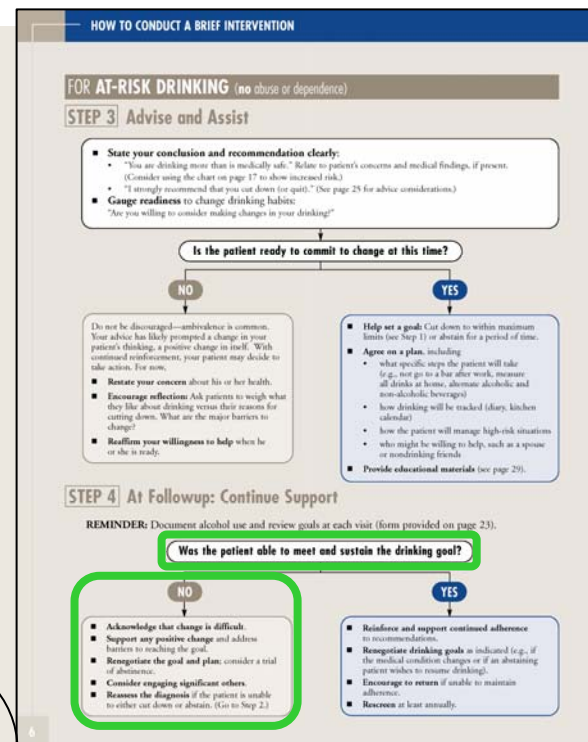 HOW TO CONDUCT A BRIEF INTERVENTION
FOR AT-RISK DRINKING (no abuse or dependence)
STEP 3 Advise and Assist
■ State your conclusion and recommendation clearly:
• "You are drinking more than is medically safe." Relate to patient's concerns and medical findings, if present.
(Consider using the chart on page 17 to show increased risk.)
• "I strongly recommend that you cut down (or quit)." (See page 25 for advice considerations.)
■ Gauge readiness to change drinking habits:
"Are you willing to consider making changes in your drinking?"
Is the patient ready to commit to change at this time?
NO
Do not be discouraged—ambivalence is common.
Your advice has likely prompted a change in your
patient's thinking, a positive change in itself. With
continued reinforcement, your patient may decide to
take action. For now,
■ Restate your concern about his or her health.
■ Encourage reflection: Ask patients to weigh what
they like about drinking versus their reasons for
cutting down. What are the major barriers to
change?
■ Reaffirm your willingness to help when he
or she is ready.
YES
■ Help set a goal: Cut down to within maximum
limits (see Step 1) or abstain for a period of time.
■ Agree on a plan, including
• what specific steps the patient will take
(e.g., not go to a bar after work, measure
all drinks at home, alternate alcoholic and
non-alcoholic beverages)
• how drinking will be tracked (diary, kitchen
calendar)
• how the patient will manage high-risk situations
• who might be willing to help, such as a spouse
or nondrinking friends
■ Provide educational materials (see page 29).
STEP 4 At Followup: Continue Support
REMINDER: Document alcohol use and review goals at each visit (form provided on page 23).
Was the patient able to meet and sustain the drinking goal?
NO
■ Acknowledge that change is difficult.
■ Support any positive change and address
barriers to reaching the goal.
■ Renegotiate the goal and plan; consider a trial
of abstinence.
■ Consider engaging significant others.
■ Reassess the diagnosis if the patient is unable
to either cut down or abstain. (Go to Step 2.)
YES
■ Reinforce and support continued adherence
to recommendations.
■ Renegotiate drinking goals as indicated (e.g., if
the medical condition changes or if an abstaining
patient wishes to resume drinking).
■ Encourage to return if unable to maintain
adherence.
■ Rescreen at least annually.
6